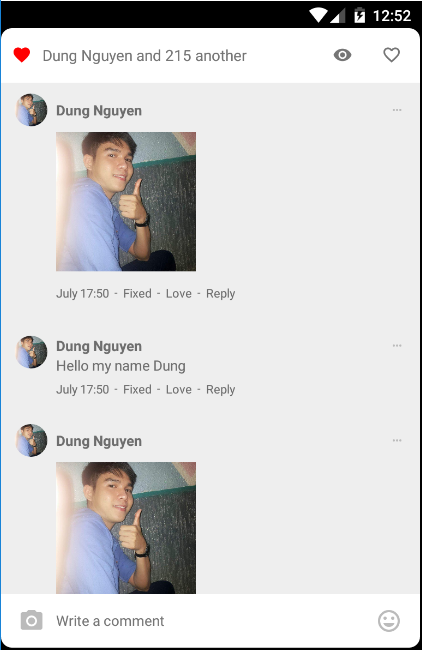 12:52
Dung Nguyen and 215 another
Dung Nguyen
July 17:50 - Fixed - Love - Reply
Dung Nguyen
Hello my name Dung
July 17:50 - Fixed - Love - Reply
Dung Nguyen
Write a comment